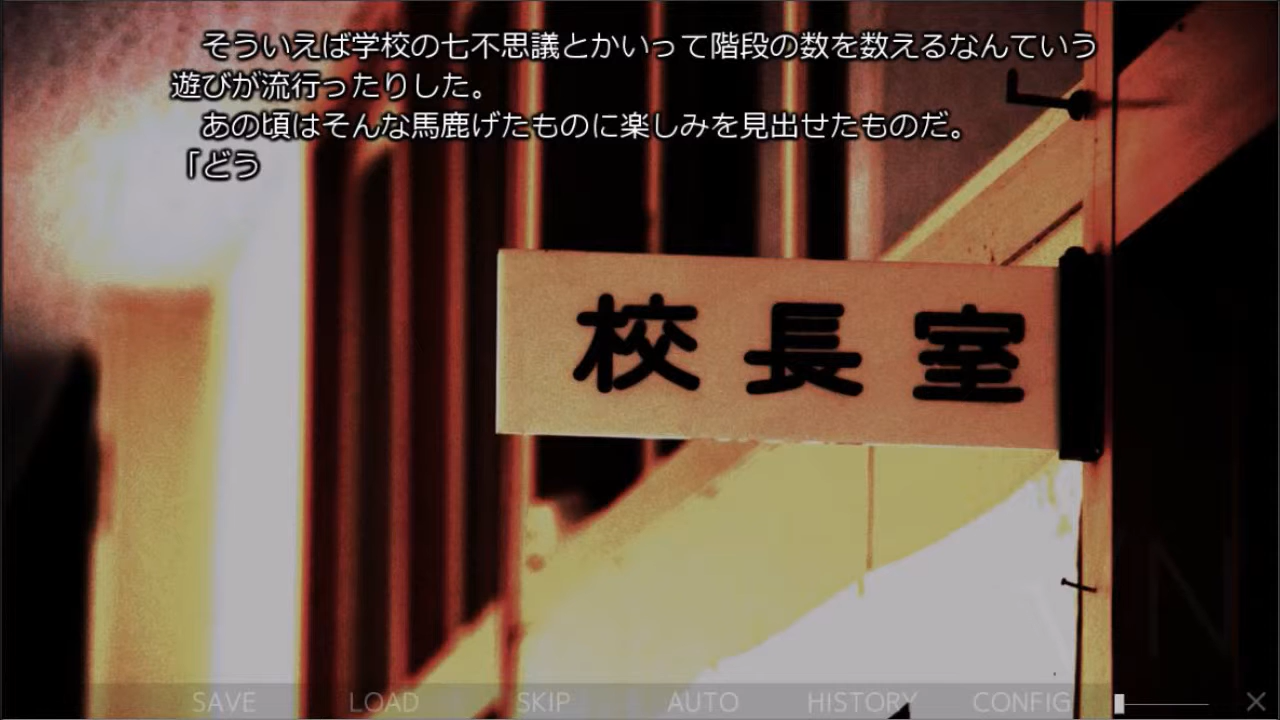 そういえば学校の七不思議とかいって階段の数を数えるなんていう
遊びが流行ったりした。
あの頃はそんな馬鹿げたものに楽しみを見出せたものだ。
「どう
校長室
SAVE LOAD SKIP AUTO HISTORY CONFIG